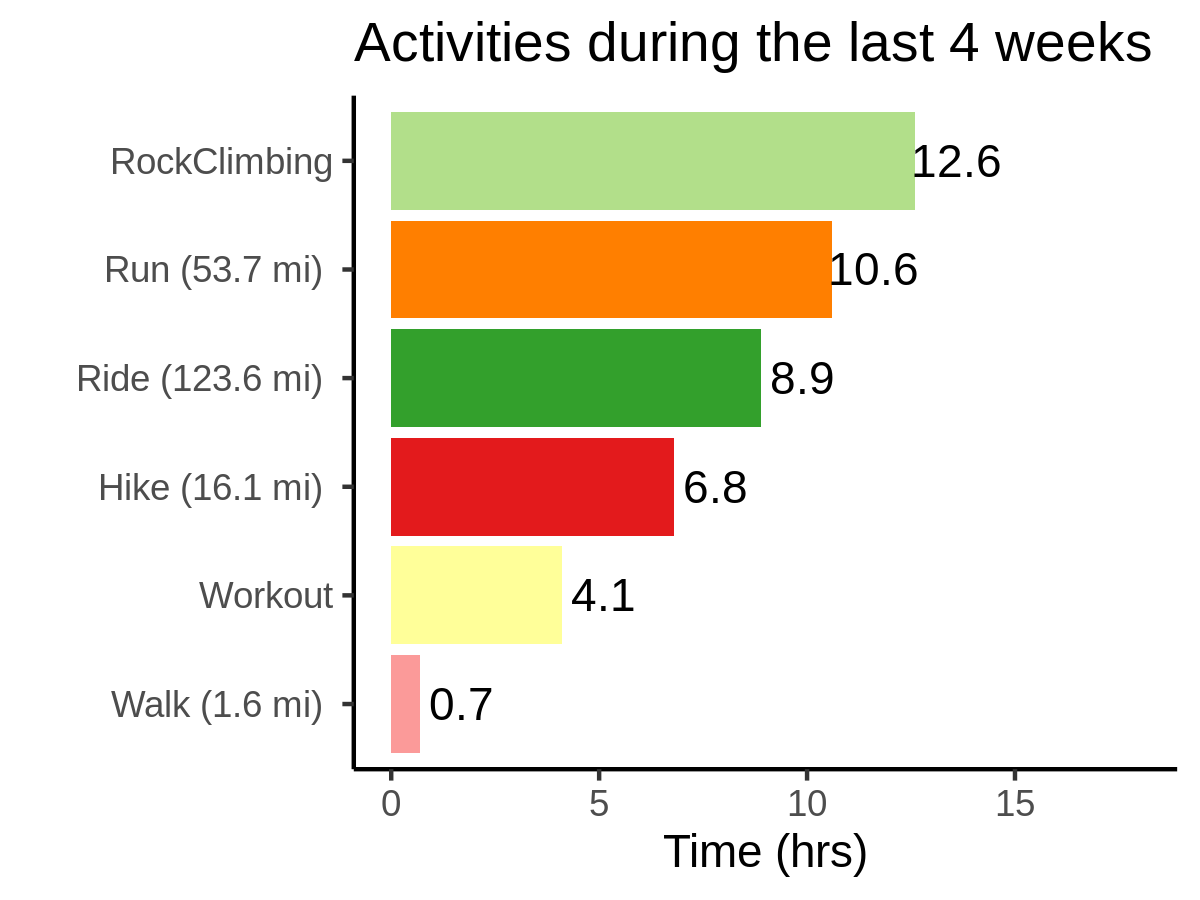 Activities during the last 4 weeks
RockClimbing 12.6
Run (53.7 mi) 10.6
Ride (123.6 mi) 8.9
Hike (16.1 mi) 6.8
Workout 4.1
Walk (1.6 mi) 0.7
0 5 10 15
Time (hrs)